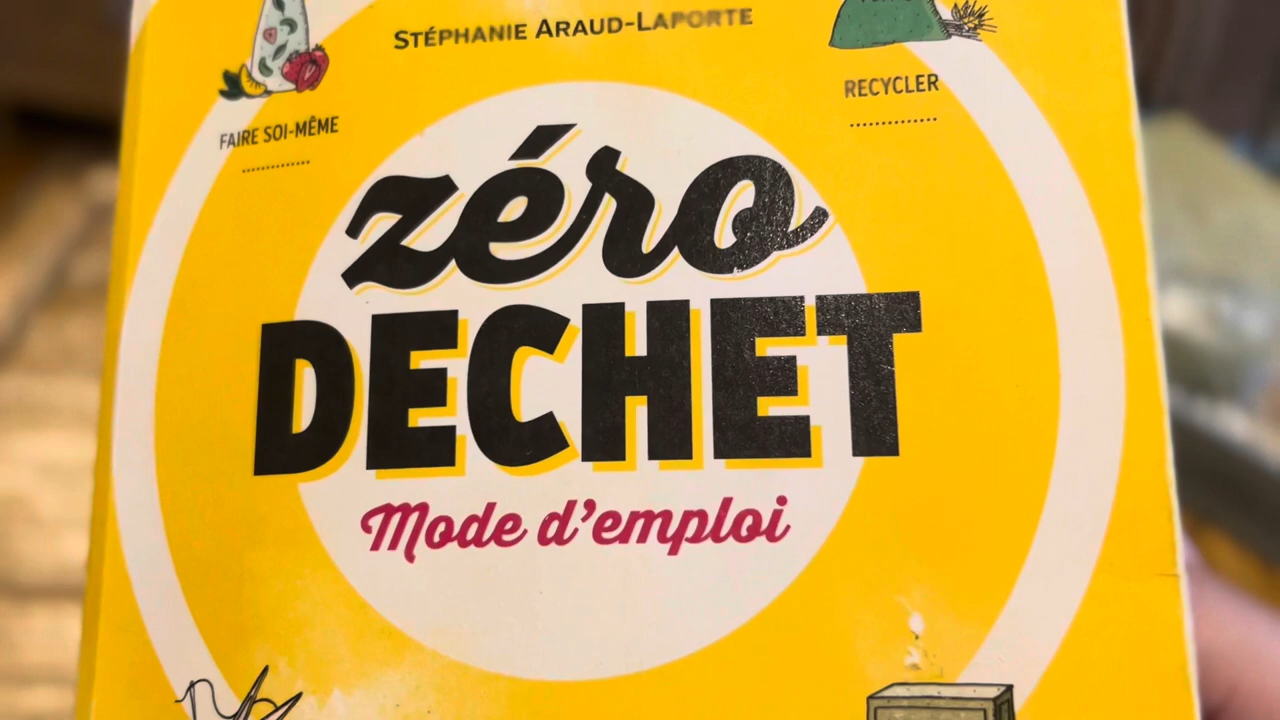 STÉPHANIE ARAUD-LAPORTE
RECYCLER
FAIRE SOI-MÊME
zéro
DECHET
Mode d'emploi